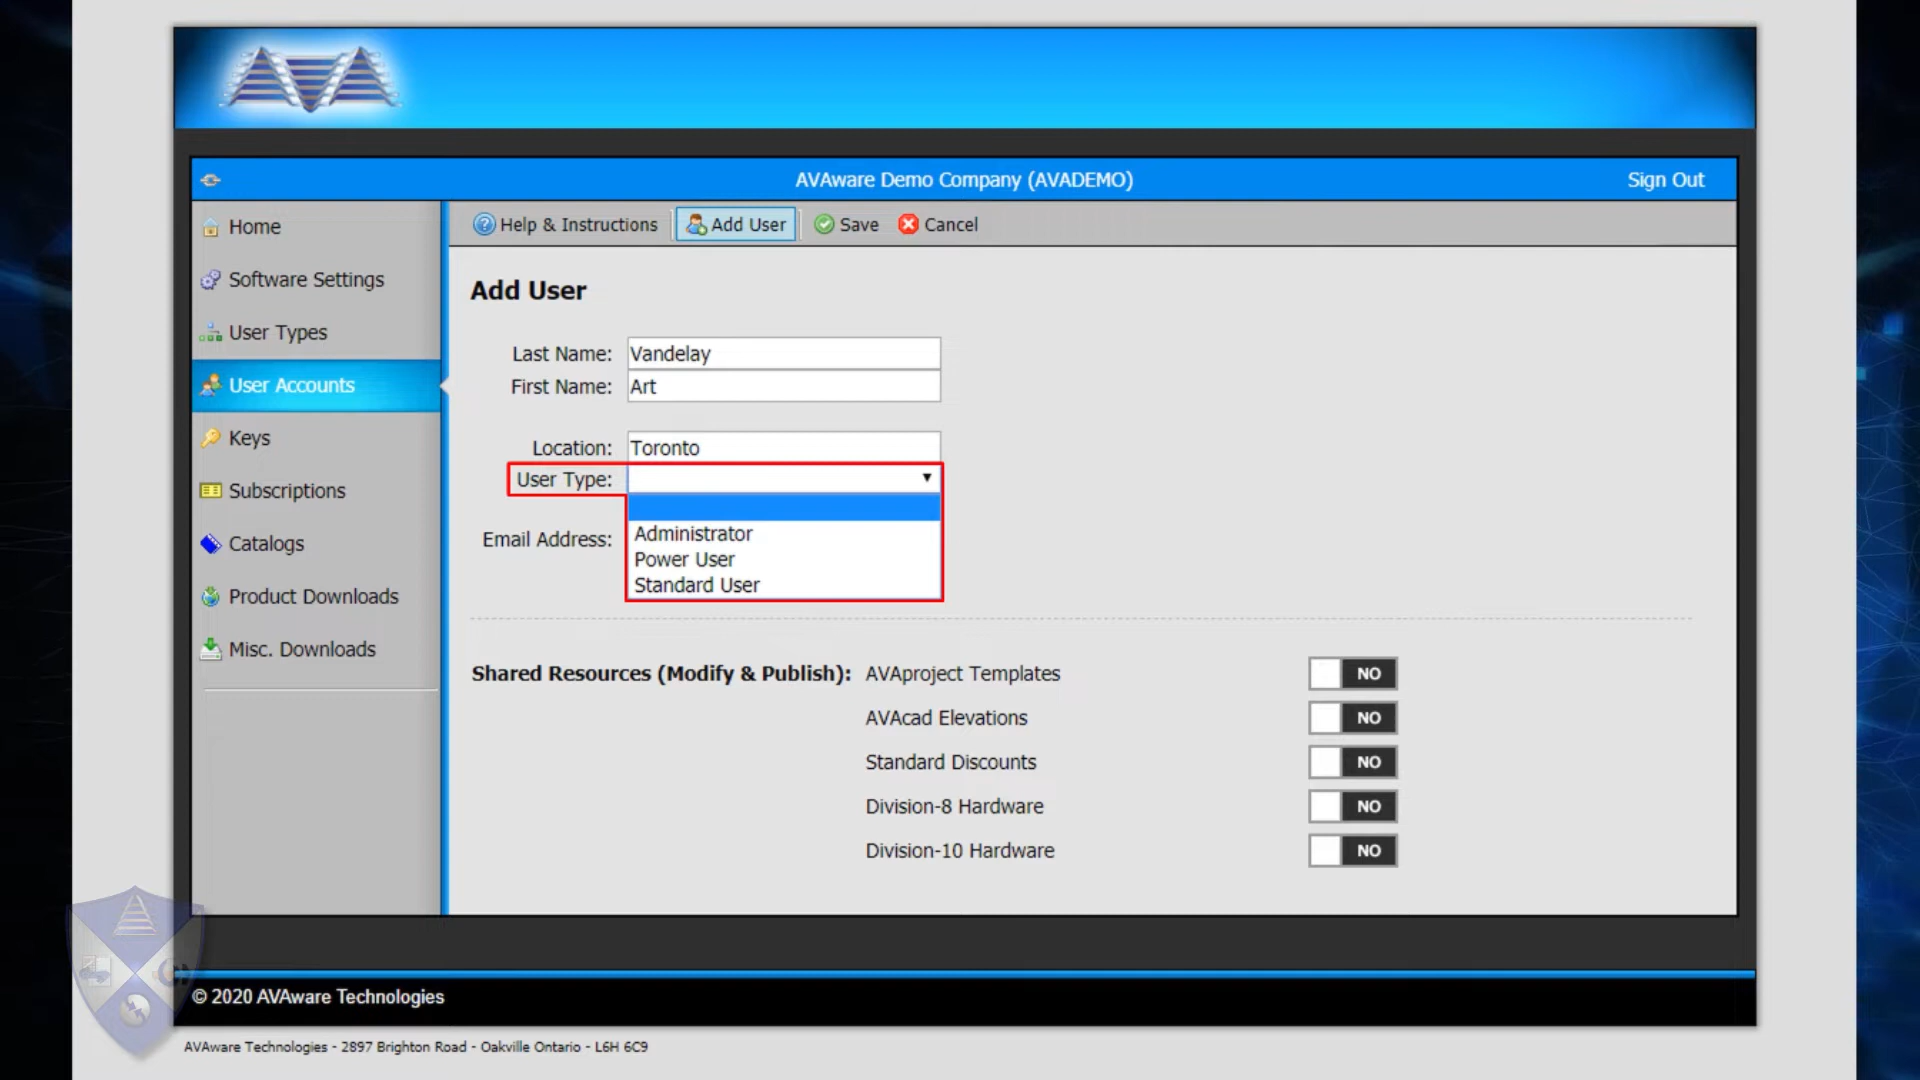 AVAware Demo Company (AVADEMO)
Sign Out
Home
Software Settings
User Types
User Accounts
Keys
Subscriptions
Catalogs
Product Downloads
Misc. Downloads
Help & Instructions
Add User
Save
Cancel
Add User
Last Name: Vandelay
First Name: Art
Location: Toronto
User Type:
Email Address:
Administrator
Power User
Standard User
Shared Resources (Modify & Publish): AVAproject Templates NO
AVAcad Elevations NO
Standard Discounts NO
Division-8 Hardware NO
Division-10 Hardware NO
© 2020 AVAware Technologies
AVAware Technologies - 2897 Brighton Road - Oakville Ontario - L6H 6C9